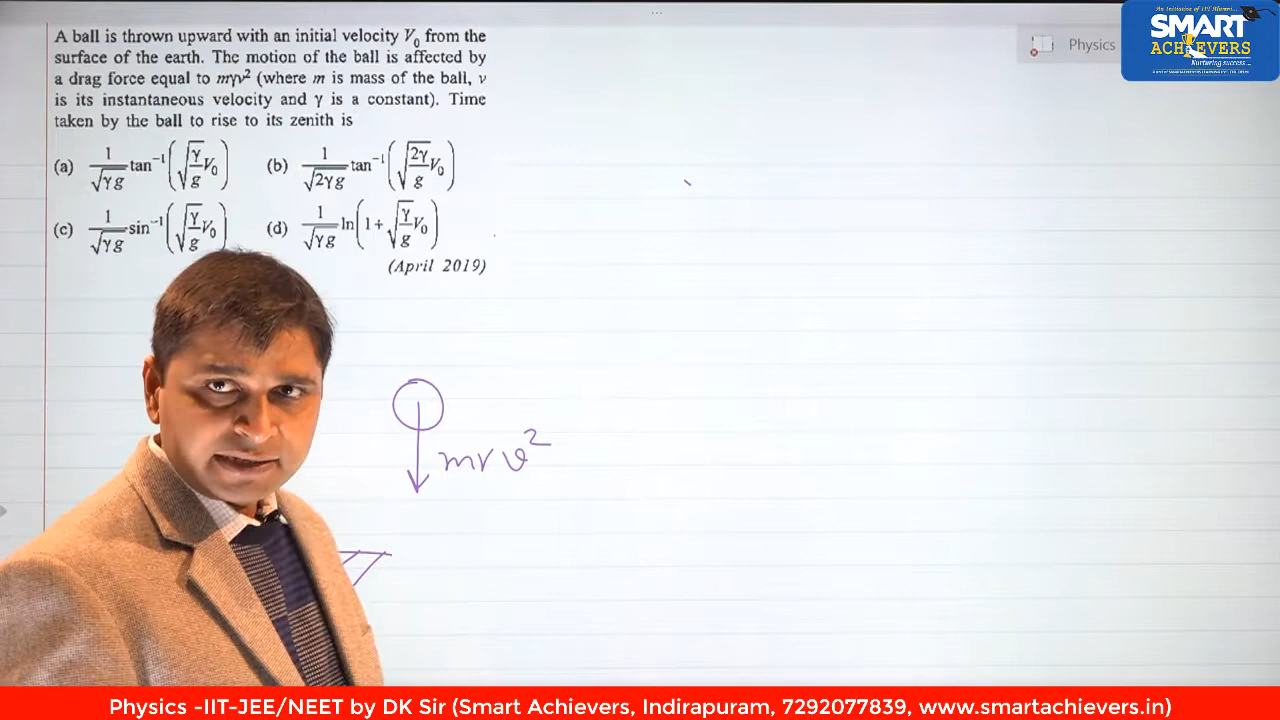 A ball is thrown upward with an initial velocity V₀ from the
surface of the earth. The motion of the ball is affected by
a drag force equal to mγv² (where m is mass of the ball, v
is its instantaneous velocity and γ is a constant). Time
taken by the ball to rise to its zenith is
(a) 1/√γg tan⁻¹(√γ/g V₀) (b) 1/√2γg tan⁻¹(√2γ/g V₀)
(c) 1/√γg sin⁻¹(√γ/g V₀) (d) 1/√γg ln(1 + √γ/g V₀)
(April 2019)
mγv²
Physics
An Initiative of IIT Alumni...
SMART
ACHIEVERS
Nurturing success...
Physics -IIT-JEE/NEET by DK Sir (Smart Achievers, Indirapuram, 7292077839, www.smartachievers.in)